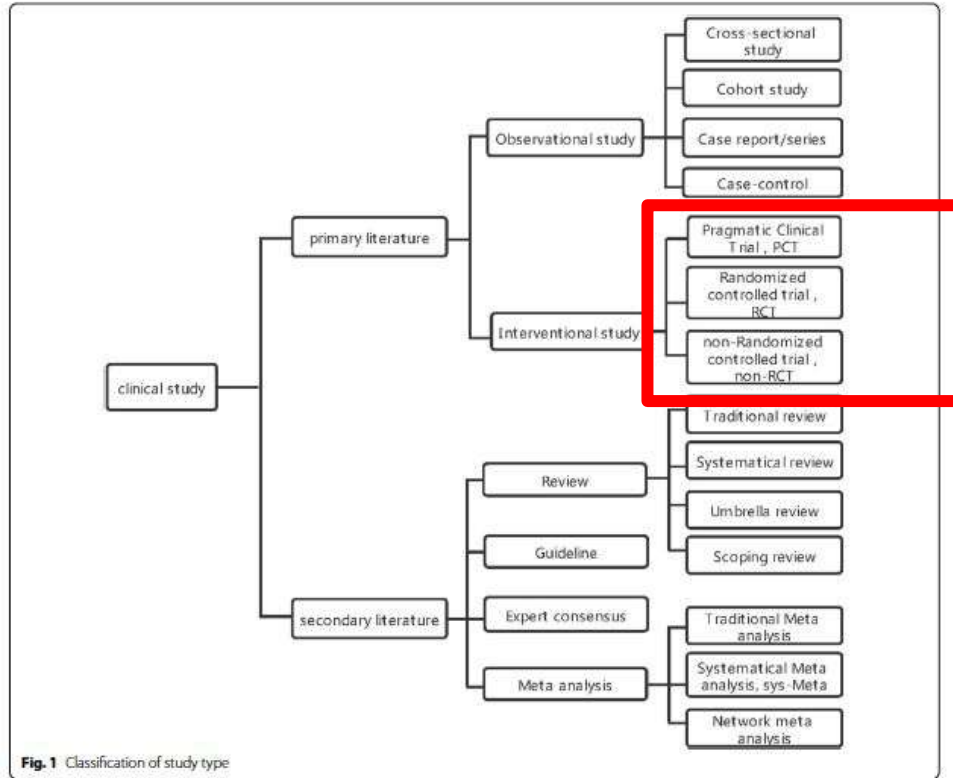 Cross-sectional
study
Cohort study
Observational study
Case report/series
Case-control
primary literature
Pragmatic Clinical
Trial , PCT
Randomized
controlled trial ,
RCT
Interventional study
non-Randomized
controlled trial ,
non-RCT
clinical study
Traditional review
Systematical review
Review
Umbrella review
Scoping review
Guideline
secondary literature
Expert consensus
Traditional Meta
analysis
Systematical Meta
analysis, sys-Meta
Meta analysis
Network meta
analysis
Fig. 1 Classification of study type